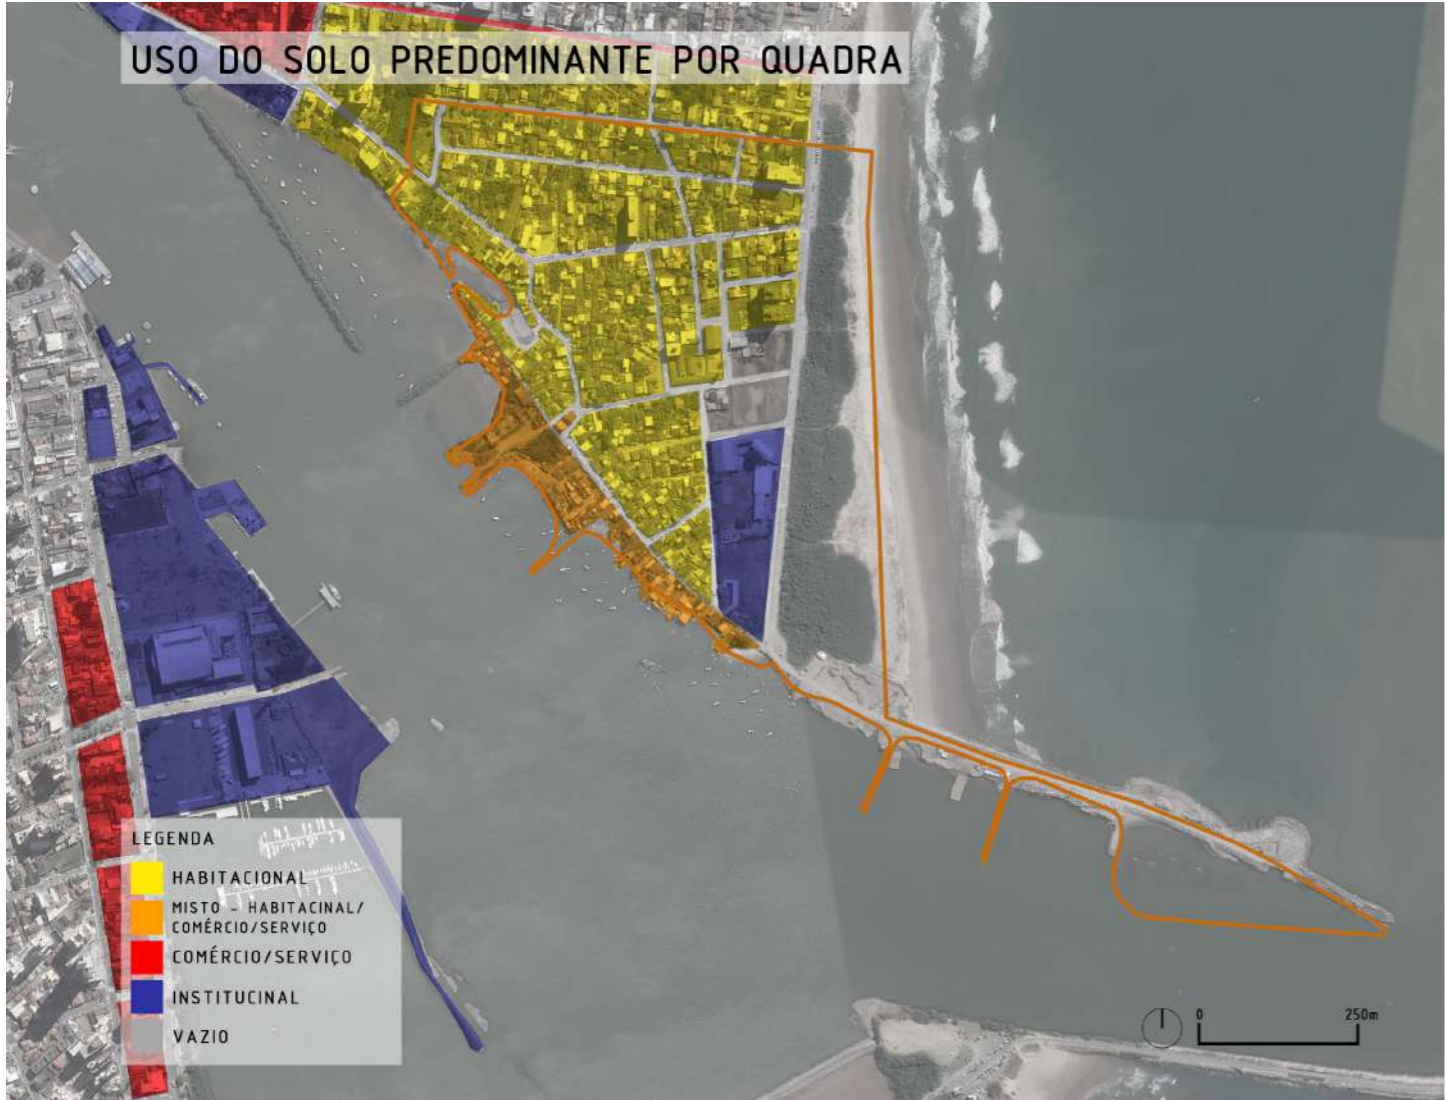 USO DO SOLO PREDOMINANTE POR QUADRA
LEGENDA
HABITACIONAL
MISTO - HABITACINAL/
COMÉRCIO/SERVIÇO
COMÉRCIO/SERVIÇO
INSTITUCINAL
VAZIO
0 250m